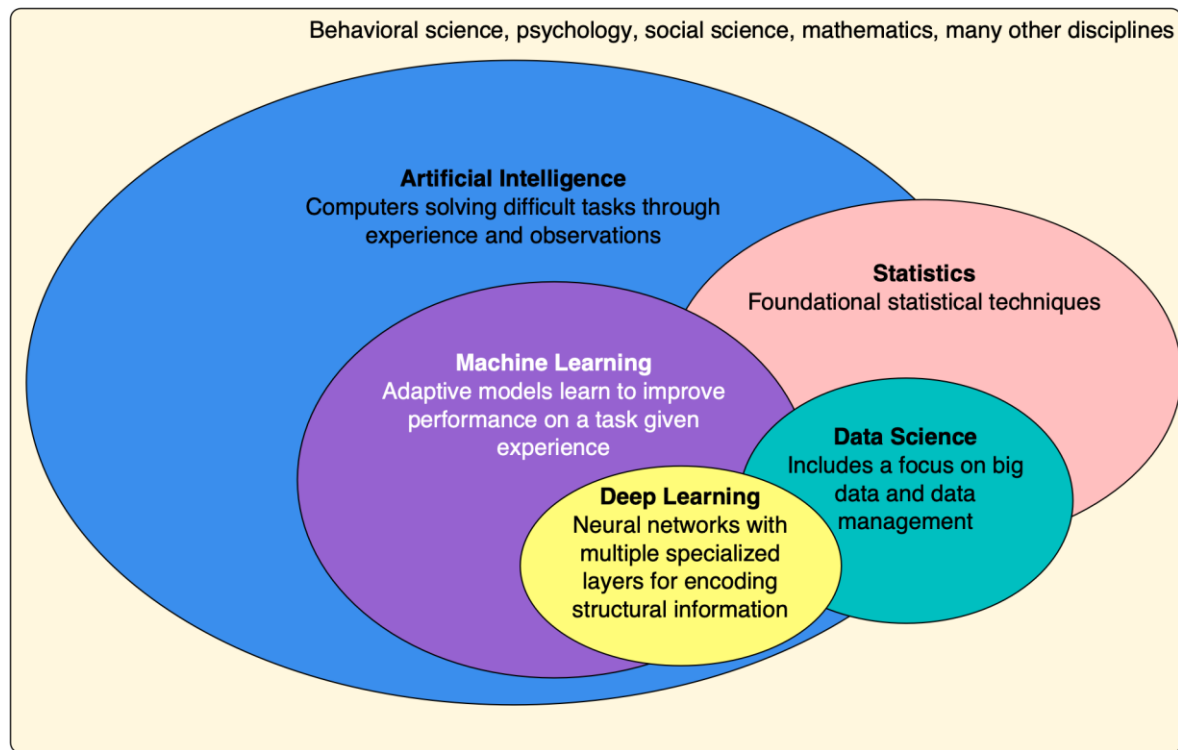 Behavioral science, psychology, social science, mathematics, many other disciplines
Artificial Intelligence
Computers solving difficult tasks through
experience and observations
Statistics
Foundational statistical techniques
Machine Learning
Adaptive models learn to improve
performance on a task given
experience
Data Science
Includes a focus on big
data and data
management
Deep Learning
Neural networks with
multiple specialized
layers for encoding
structural information